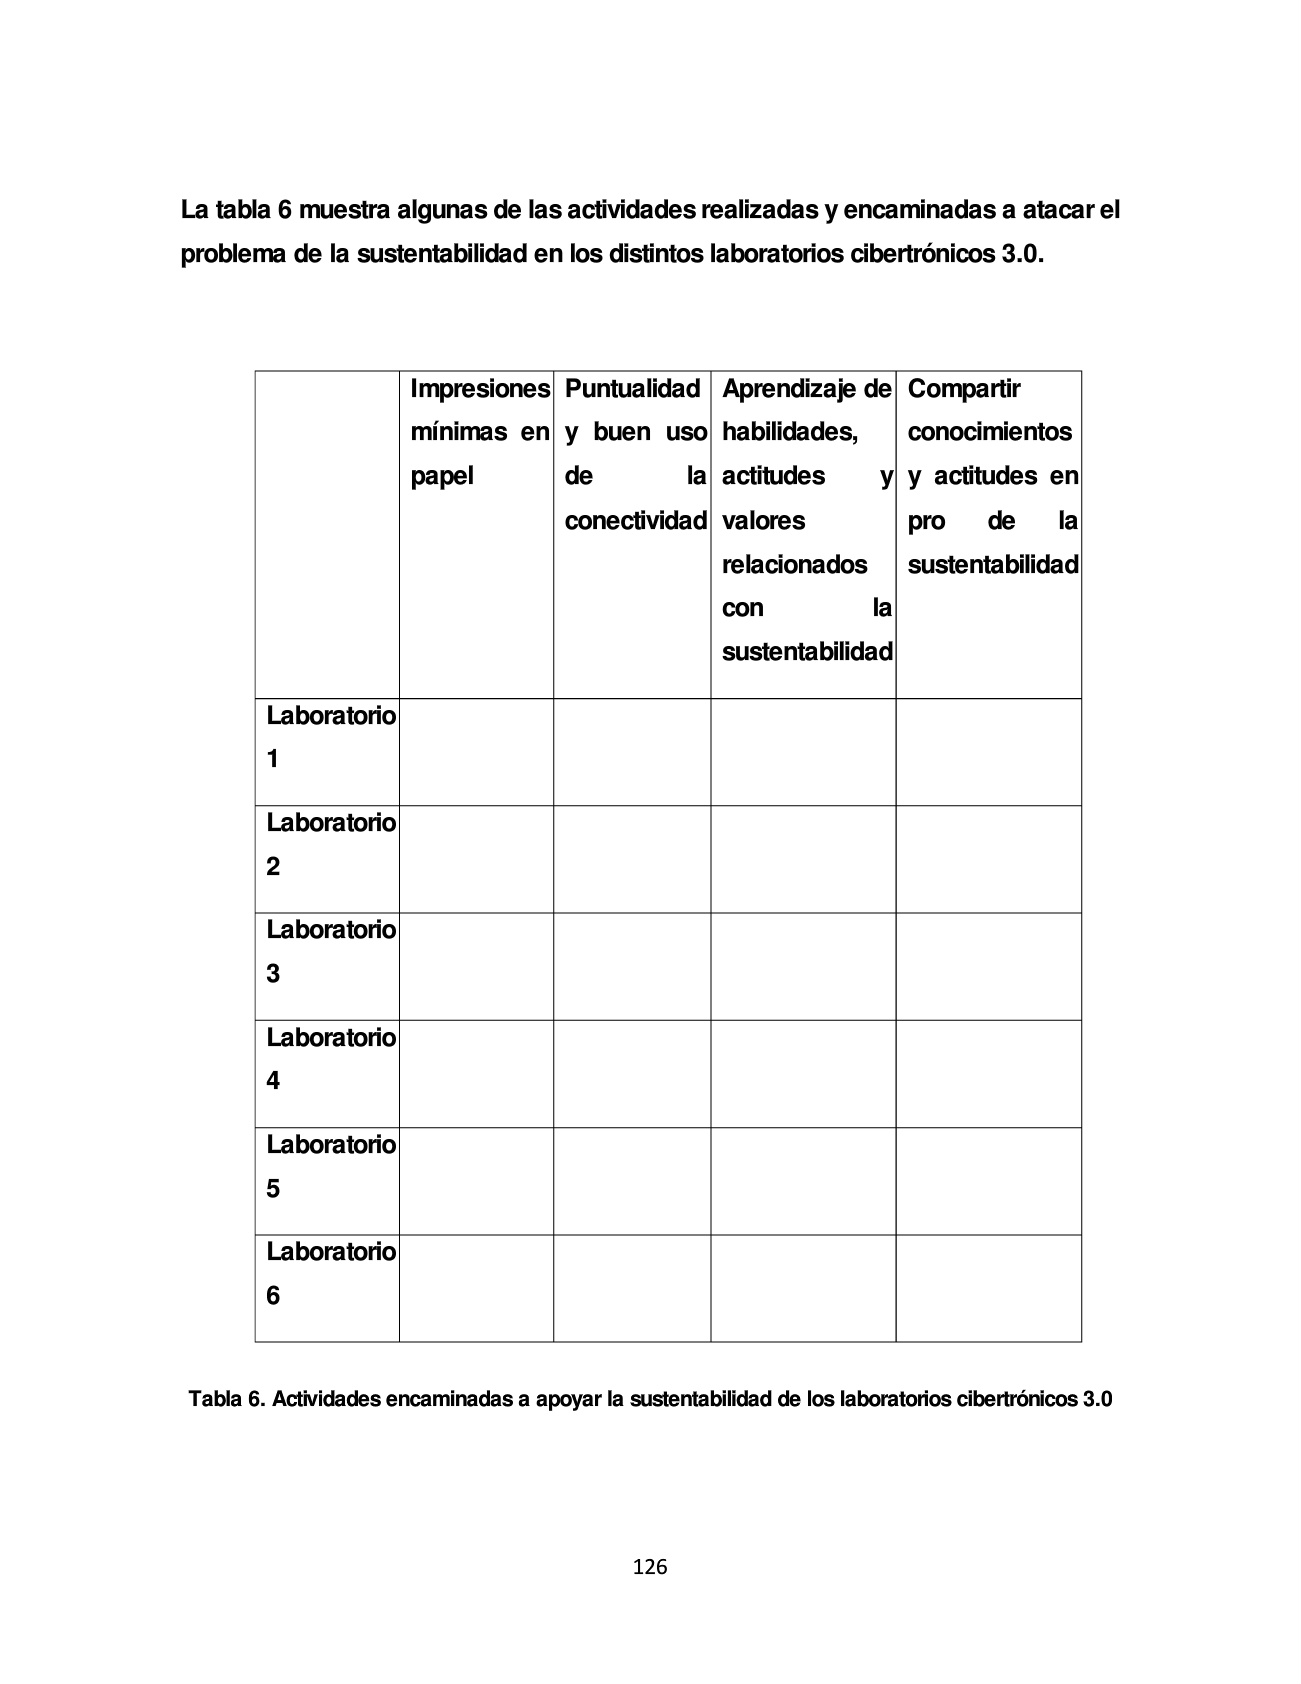 La tabla 6 muestra algunas de las actividades realizadas y encaminadas a atacar el
problema de la sustentabilidad en los distintos laboratorios cibertrónicos 3.0.
Impresiones
mínimas en
papel
Puntualidad
y buen uso
de la
conectividad
Aprendizaje de
habilidades,
actitudes y
valores
relacionados
con la
sustentabilidad
Compartir
conocimientos
y actitudes en
pro de la
sustentabilidad
Laboratorio
1
Laboratorio
2
Laboratorio
3
Laboratorio
4
Laboratorio
5
Laboratorio
6
Tabla 6. Actividades encaminadas a apoyar la sustentabilidad de los laboratorios cibertrónicos 3.0
126